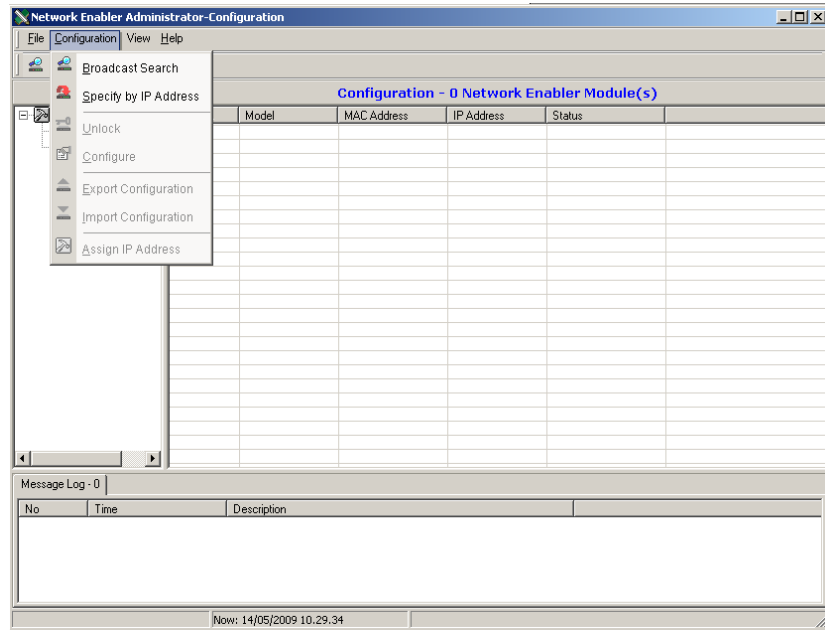 Network Enabler Administrator-Configuration
File Configuration View Help
Broadcast Search
Specify by IP Address
Unlock
Configure
Export Configuration
Import Configuration
Assign IP Address
Configuration - 0 Network Enabler Module(s)
Model MAC Address IP Address Status
Message Log - 0
No Time Description
Now: 14/05/2009 10.29.34